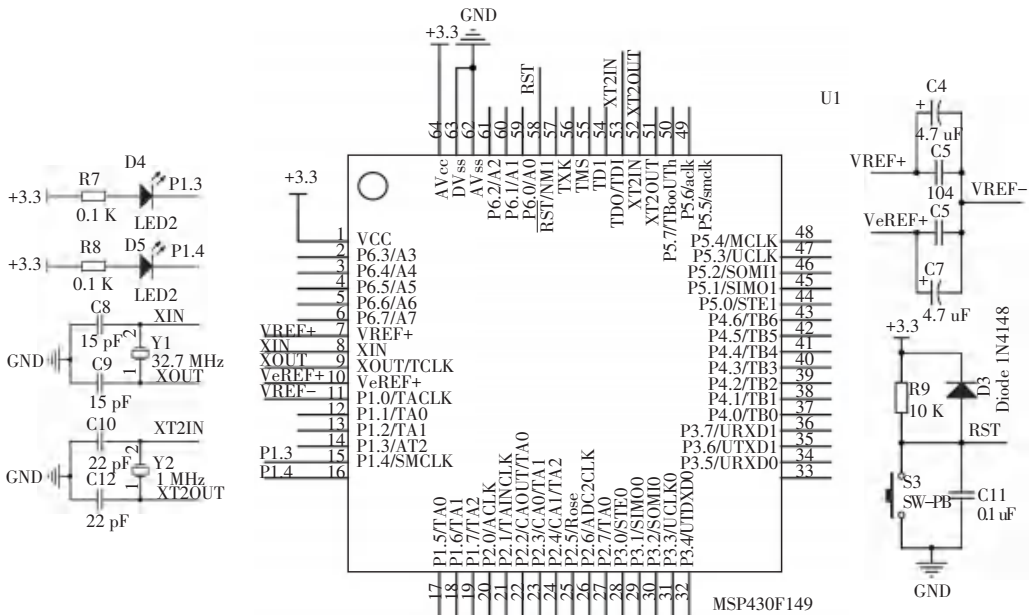 GND
+3.3
RST
XT2IN
XT2OUT
U1
64
63
62
61
60
59
58
57
56
55
54
53
52
51
50
49
AVcc
DVss
AVss
P6.2/A2
P6.1/A1
P6.0/A0
RST/NM1
TXK
TMS
TD1
TDO/TDI
XT2IN
XT2OUT
P5.7/TBooUTh
P5.6/aclk
P5.5/smclk
+3.3
1
2
3
4
5
6
7
8
9
10
11
12
13
14
15
16
VREF+
XIN
XOUT
VeREF+
VREF-
P1.3
P1.4
VCC
P6.3/A3
P6.4/A4
P6.5/A5
P6.6/A6
P6.7/A7
VREF+
XIN
XOUT/TCLK
VeREF+
P1.0/TACLK
P1.1/TA0
P1.2/TA1
P1.3/AT2
P1.4/SMCLK
P5.4/MCLK
P5.3/UCLK
P5.2/SOMI1
P5.1/SIMO1
P5.0/STE1
P4.6/TB6
P4.5/TB5
P4.4/TB4
P4.3/TB3
P4.2/TB2
P4.1/TB1
P4.0/TB0
P3.7/URXD1
P3.6/UTXD1
P3.5/URXD0
48
47
46
45
44
43
42
41
40
39
38
37
36
35
34
33
P1.5/TA0
P1.6/TA1
P1.7/TA2
P2.0/ACLK
P2.1/TAINCLK
P2.2/CAOUT/TA0
P2.3/CA0/TA1
P2.4/CA1/TA2
P2.5/Rose
P2.6/ADC2CLK
P2.7/TA0
P3.0/STE0
P3.1/SIMO0
P3.2/SOMI0
P3.3/UCLK0
P3.4/UTDXD0
17
18
19
20
21
22
23
24
25
26
27
28
29
30
31
32
MSP430F149
D4
R7
P1.3
+3.3
0.1 K
LED2
D5
R8
P1.4
+3.3
0.1 K
LED2
C8
XIN
15 pF
2
Y1
GND
32.7 MHz
C9
1
XOUT
15 pF
C10
XT2IN
22 pF
2
Y2
GND
1 MHz
C12
1
XT2OUT
22 pF
C4
+
4.7 uF
VREF+
C5
104
VREF-
VeREF+
C5
C7
+
4.7 uF
+3.3
R9
10 K
D3
Diode 1N4148
RST
S3
SW-PB
C11
0.1 uF
GND